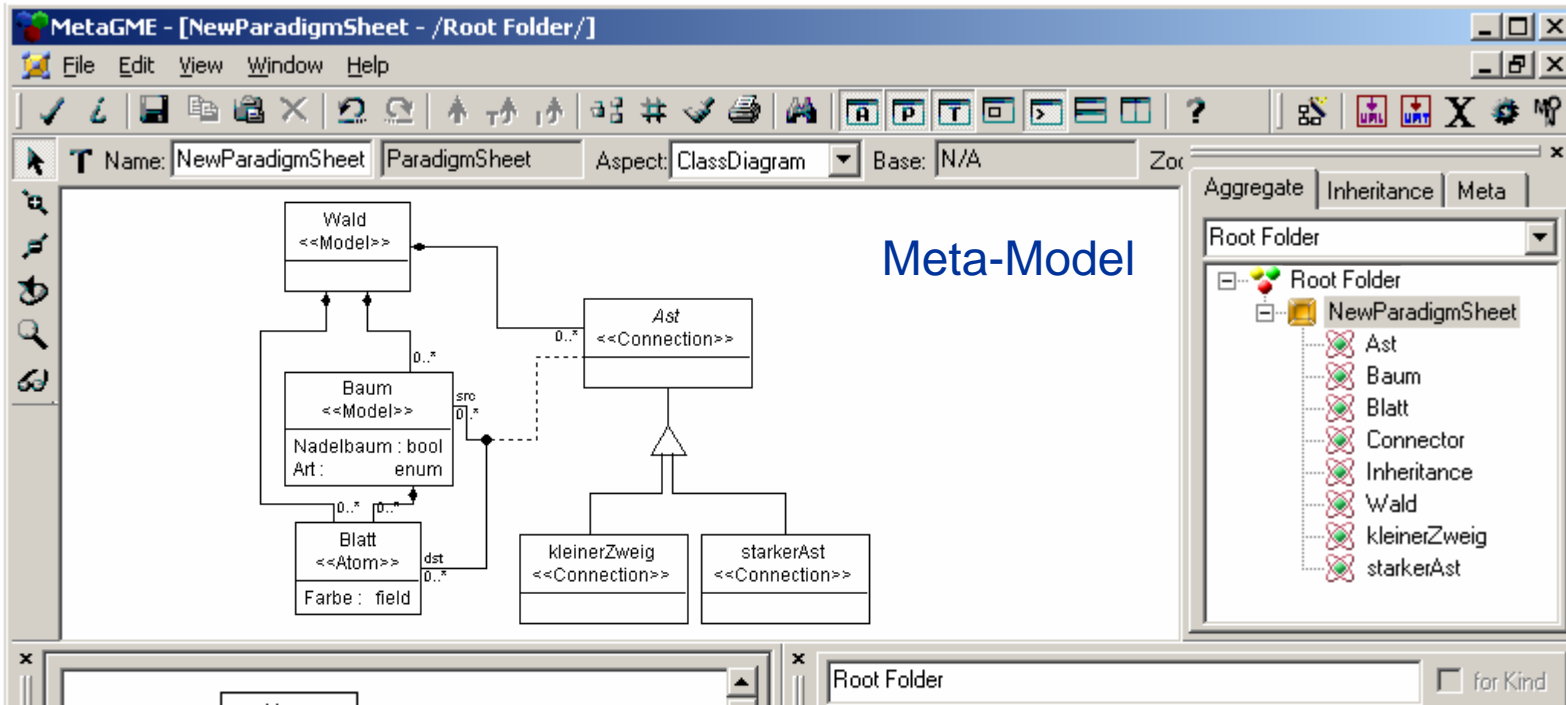 MetaGME - [NewParadigmSheet - /Root Folder/]
File Edit View Window Help
Name: NewParadigmSheet ParadigmSheet Aspect: ClassDiagram Base: N/A
Aggregate Inheritance Meta
Root Folder
Root Folder
NewParadigmSheet
Ast
Baum
Blatt
Connector
Inheritance
Wald
kleinerZweig
starkerAst
Meta-Model
Wald
<<Model>>
Ast
<<Connection>>
0..*
0..*
Baum
<<Model>>
Nadelbaum : bool
Art : enum
src
0..*
0..* 0..*
Blatt
<<Atom>>
Farbe : field
dst
0..*
kleinerZweig
<<Connection>>
starkerAst
<<Connection>>
Root Folder
for Kind